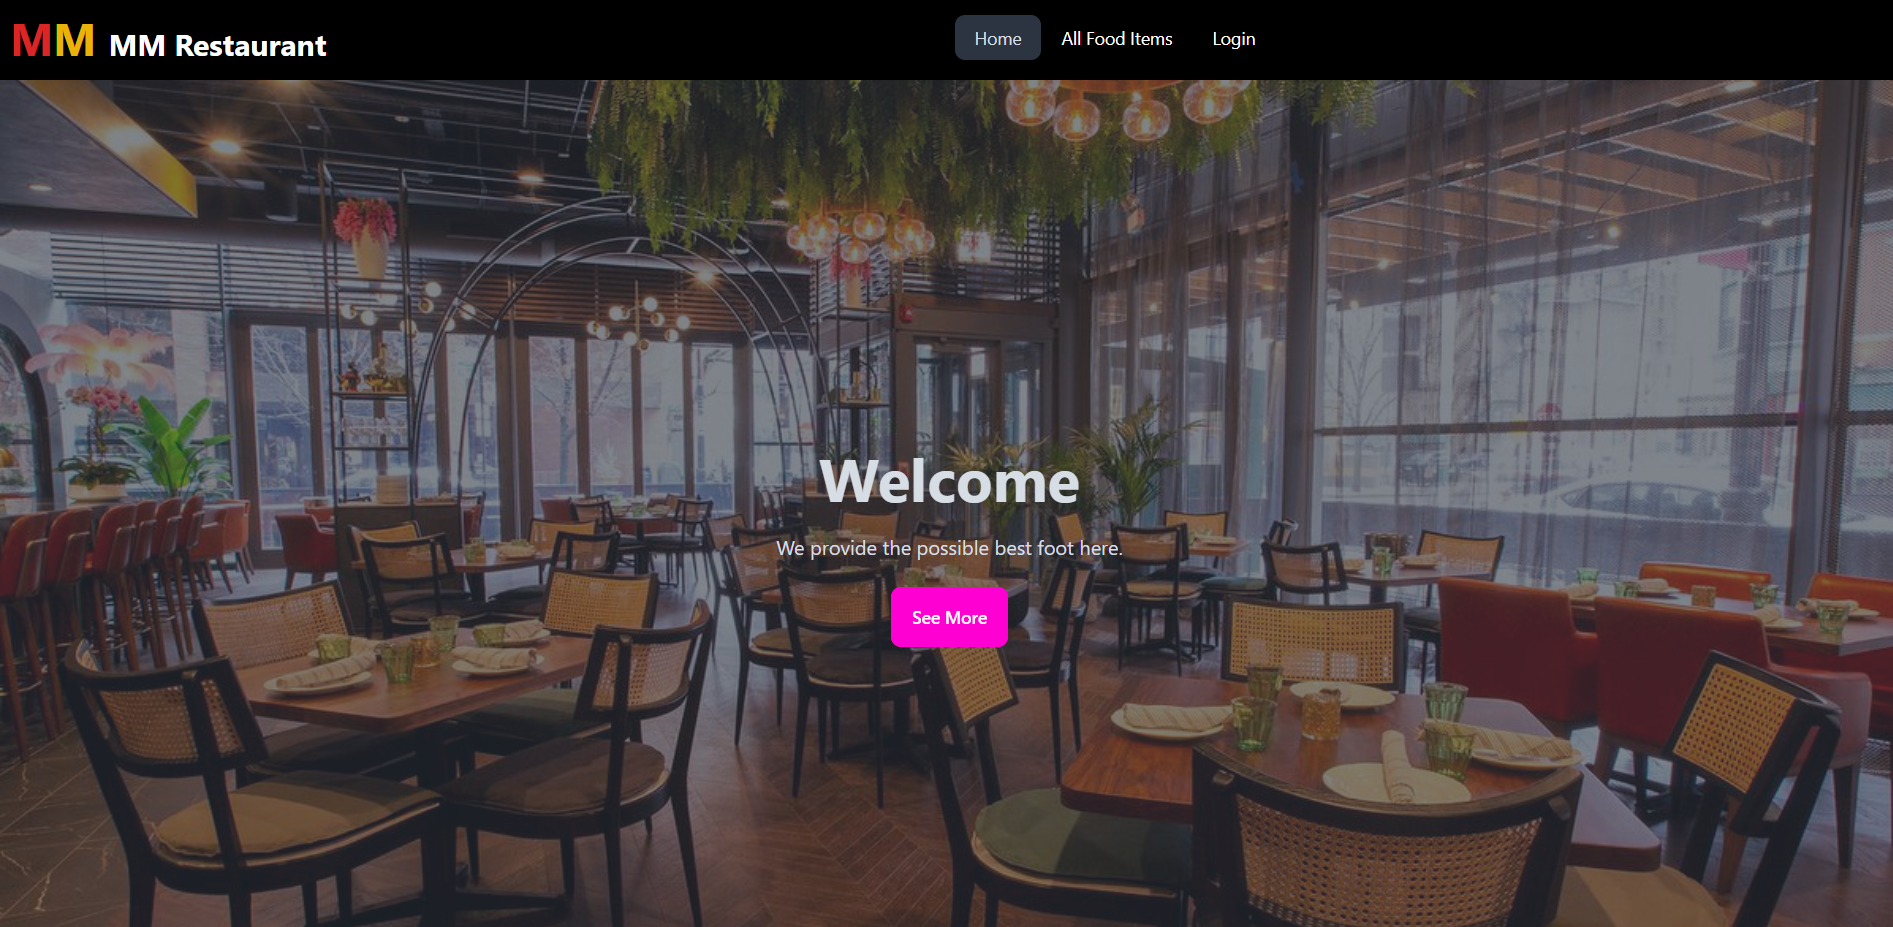 MM MM Restaurant
Home All Food Items Login
Welcome
We provide the possible best foot here.
See More